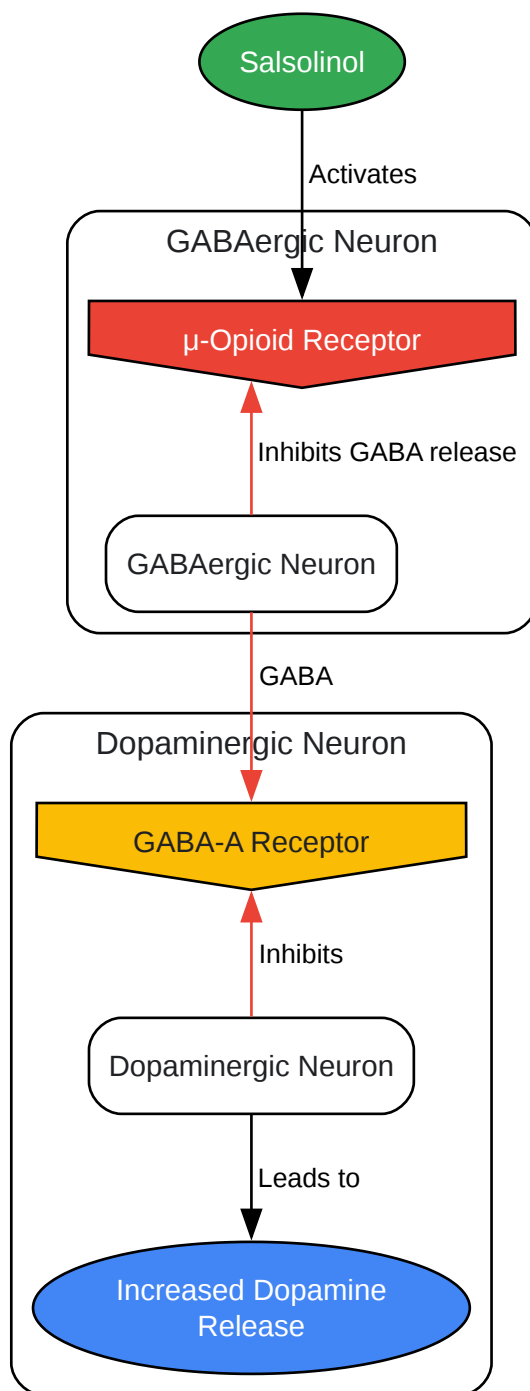 Salsolinol
Activates
GABAergic Neuron
μ-Opioid Receptor
Inhibits GABA release
GABAergic Neuron
GABA
Dopaminergic Neuron
GABA-A Receptor
Inhibits
Dopaminergic Neuron
Leads to
Increased Dopamine
Release